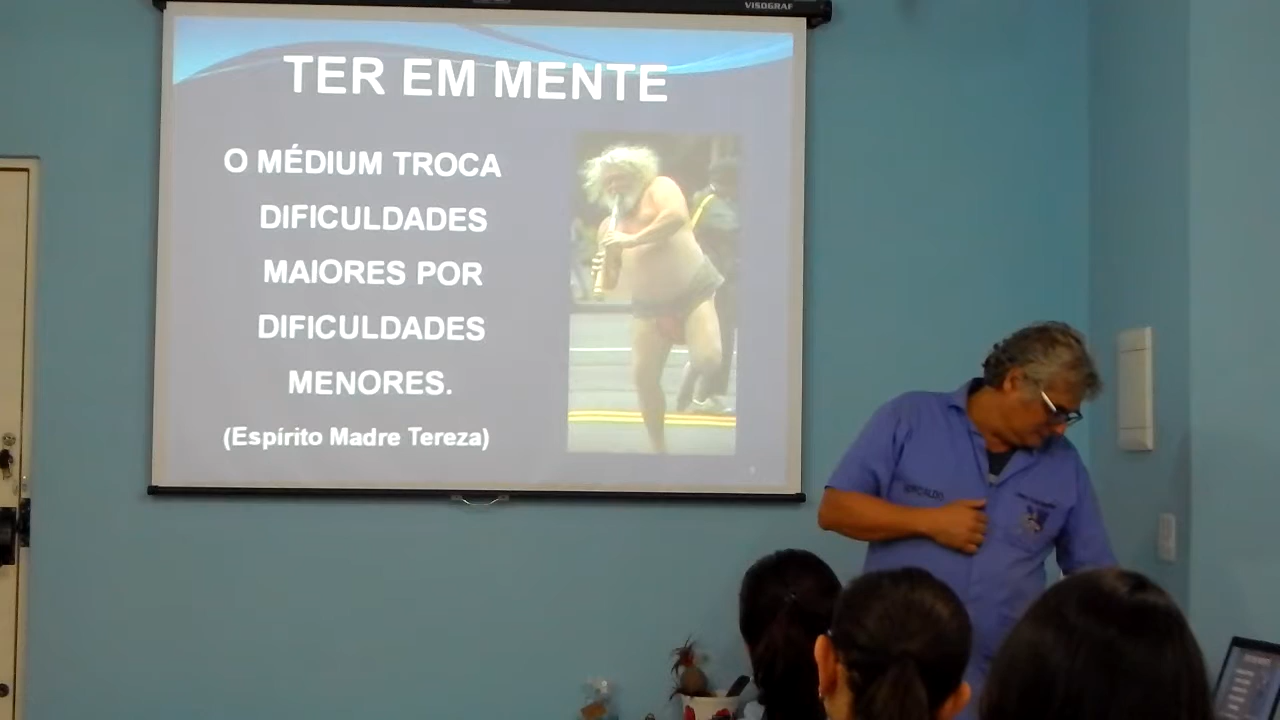 VISOGRAF
TER EM MENTE
O MÉDIUM TROCA
DIFICULDADES
MAIORES POR
DIFICULDADES
MENORES.
(Espírito Madre Tereza)